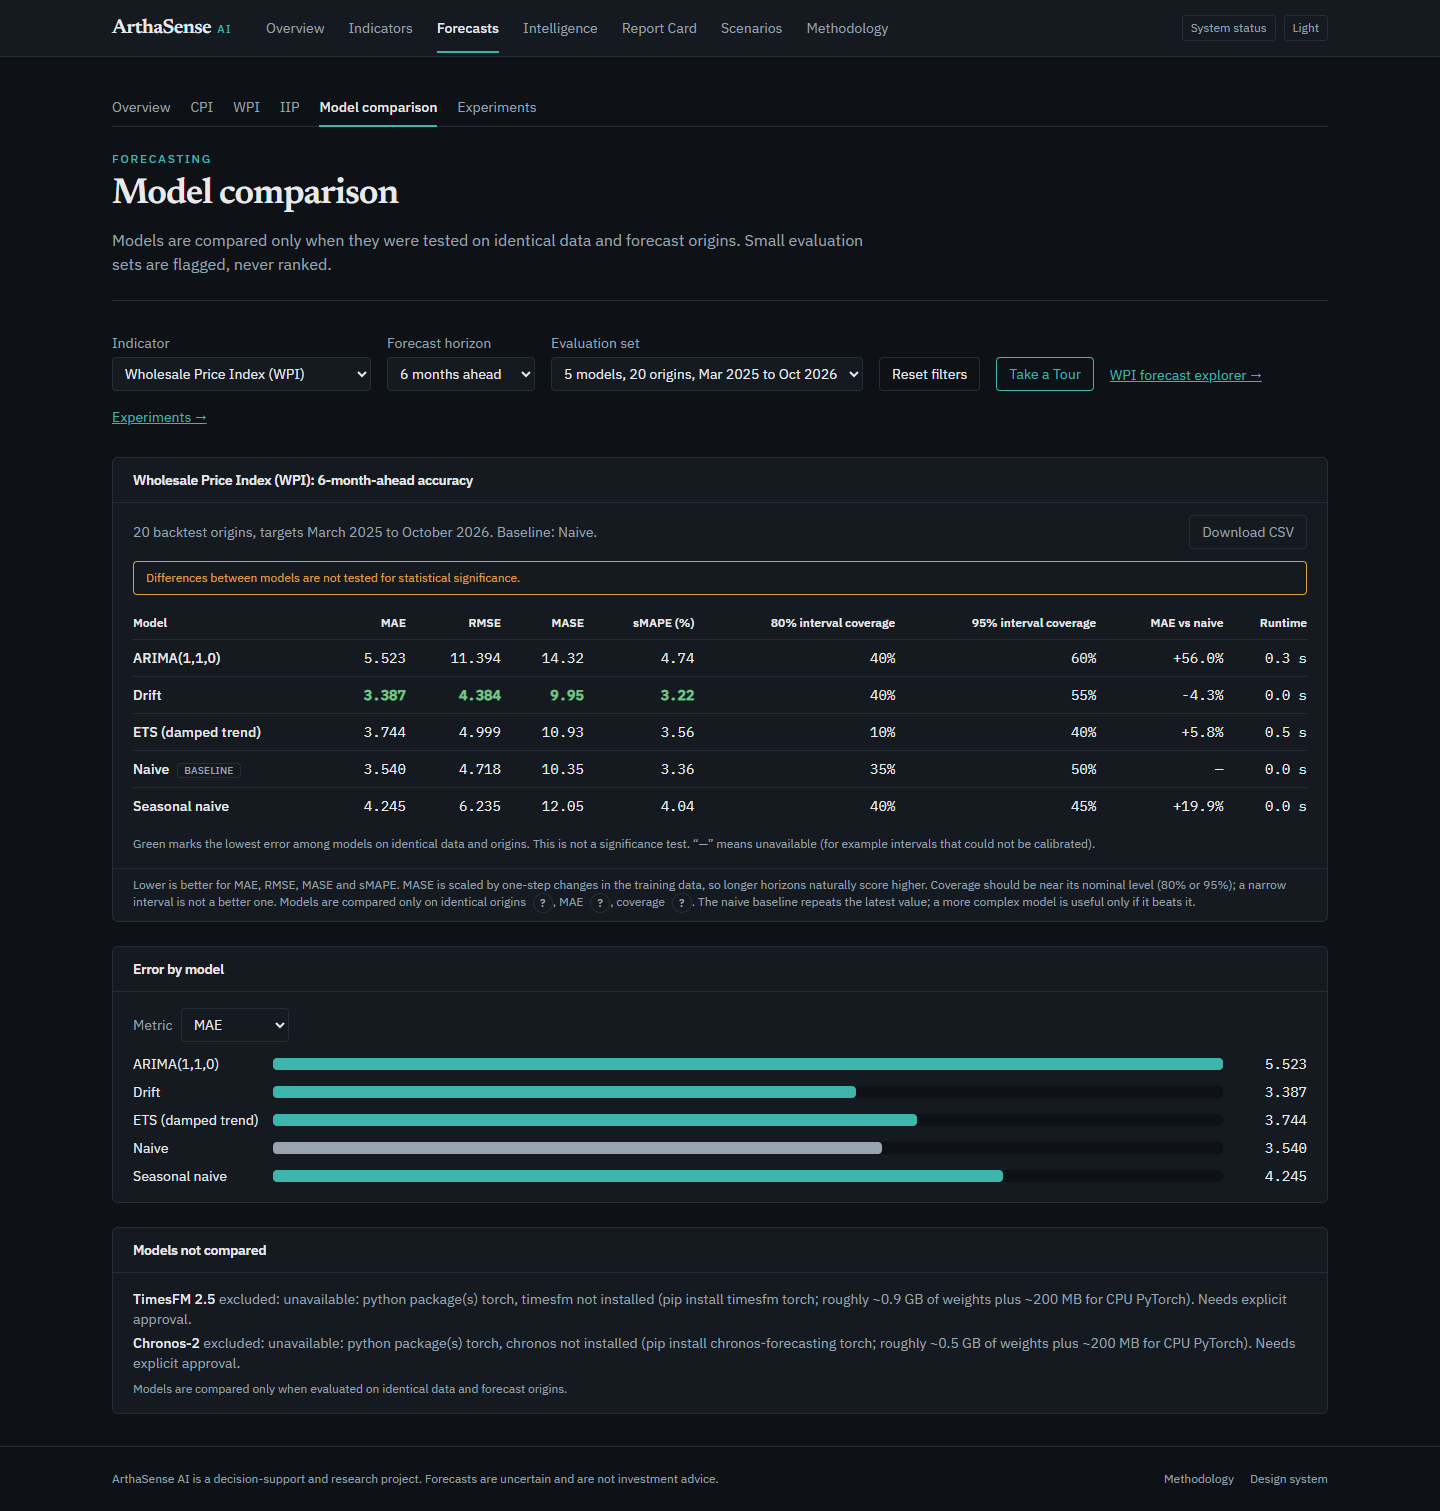 ArthaSense AI Overview Indicators Forecasts Intelligence Report Card Scenarios Methodology System status Light
Overview CPI WPI IIP Model comparison Experiments
FORECASTING
Model comparison
Models are compared only when they were tested on identical data and forecast origins. Small evaluation
sets are flagged, never ranked.
Indicator Forecast horizon Evaluation set
Wholesale Price Index (WPI) 6 months ahead 5 models, 20 origins, Mar 2025 to Oct 2026 Reset filters Take a Tour WPI forecast explorer →
Experiments →
Wholesale Price Index (WPI): 6-month-ahead accuracy
20 backtest origins, targets March 2025 to October 2026. Baseline: Naive. Download CSV
Differences between models are not tested for statistical significance.
Model MAE RMSE MASE sMAPE (%) 80% interval coverage 95% interval coverage MAE vs naive Runtime
ARIMA(1,1,0) 5.523 11.394 14.32 4.74 40% 60% +56.0% 0.3 s
Drift 3.387 4.384 9.95 3.22 40% 55% -4.3% 0.0 s
ETS (damped trend) 3.744 4.999 10.93 3.56 10% 40% +5.8% 0.5 s
Naive BASELINE 3.540 4.718 10.35 3.36 35% 50% — 0.0 s
Seasonal naive 4.245 6.235 12.05 4.04 40% 45% +19.9% 0.0 s
Green marks the lowest error among models on identical data and origins. This is not a significance test. “—” means unavailable (for example intervals that could not be calibrated).
Lower is better for MAE, RMSE, MASE and sMAPE. MASE is scaled by one-step changes in the training data, so longer horizons naturally score higher. Coverage should be near its nominal level (80% or 95%); a narrow
interval is not a better one. Models are compared only on identical origins ?, MAE ?, coverage ?. The naive baseline repeats the latest value; a more complex model is useful only if it beats it.
Error by model
Metric MAE
ARIMA(1,1,0) 5.523
Drift 3.387
ETS (damped trend) 3.744
Naive 3.540
Seasonal naive 4.245
Models not compared
TimesFM 2.5 excluded: unavailable: python package(s) torch, timesfm not installed (pip install timesfm torch; roughly ~0.9 GB of weights plus ~200 MB for CPU PyTorch). Needs explicit
approval.
Chronos-2 excluded: unavailable: python package(s) torch, chronos not installed (pip install chronos-forecasting torch; roughly ~0.5 GB of weights plus ~200 MB for CPU PyTorch). Needs
explicit approval.
Models are compared only when evaluated on identical data and forecast origins.
ArthaSense AI is a decision-support and research project. Forecasts are uncertain and are not investment advice. Methodology Design system